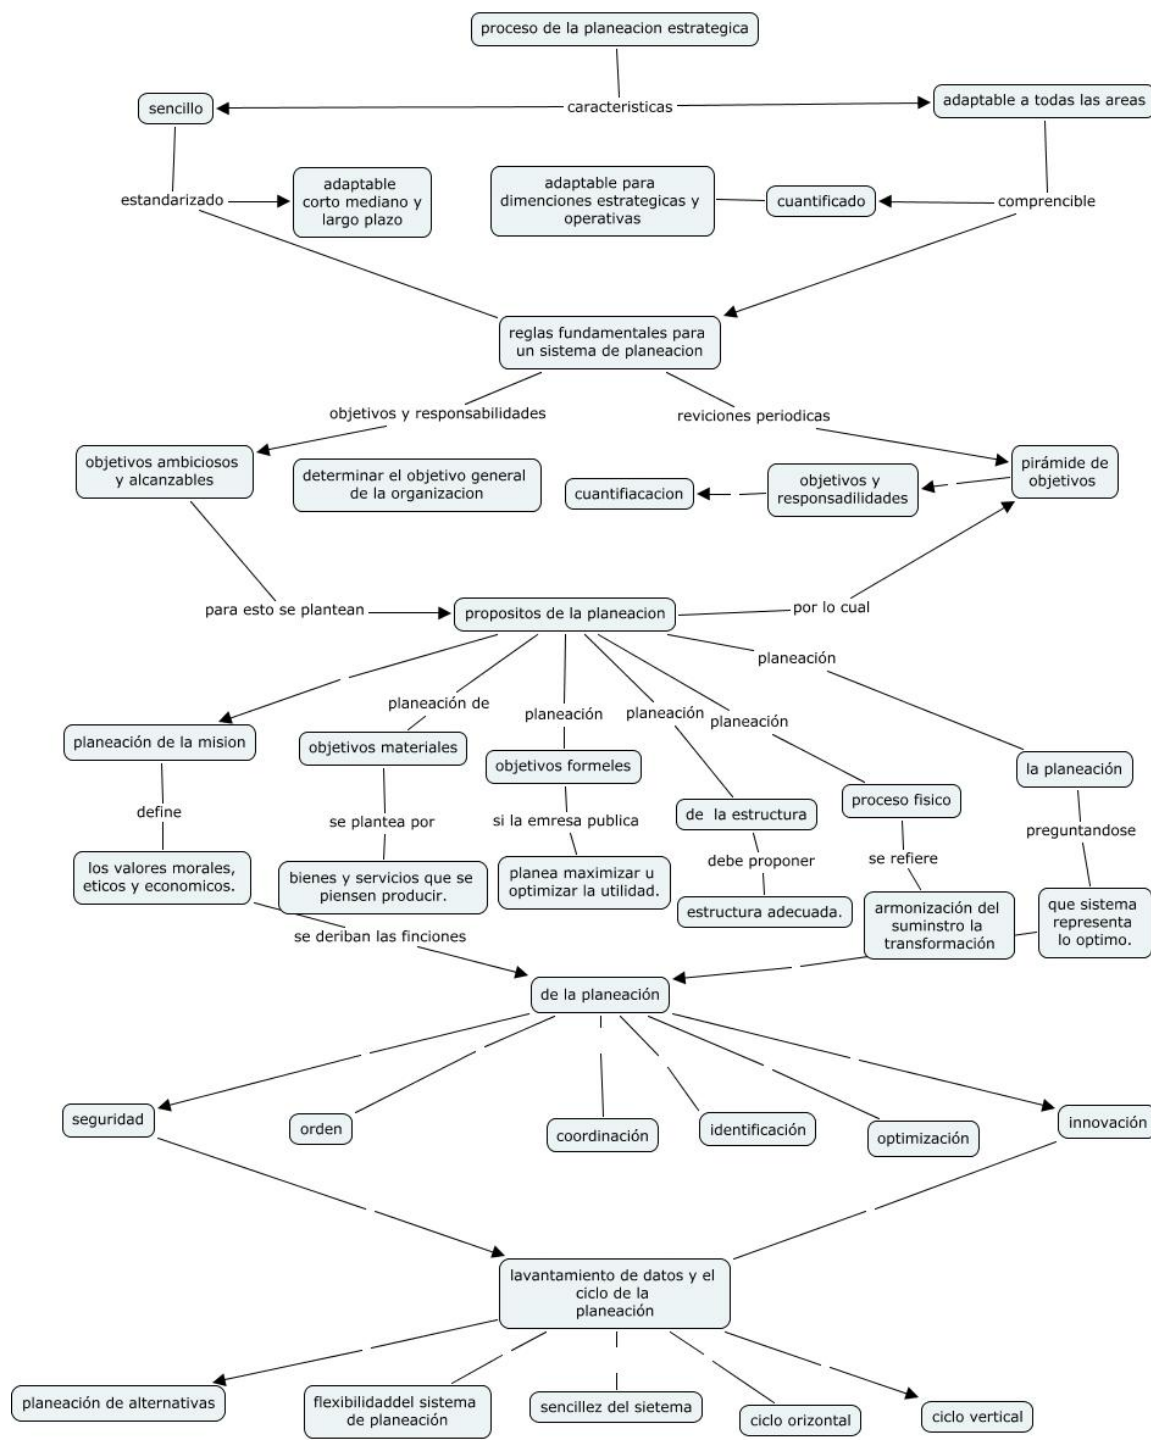 proceso de la planeacion estrategica
sencillo
caracteristicas
adaptable a todas las areas
estandarizado
adaptable
corto mediano y
largo plazo
adaptable para
dimenciones estrategicas y
operativas
cuantificado
comprencible
reglas fundamentales para
un sistema de planeacion
objetivos y responsabilidades
reviciones periodicas
objetivos ambiciosos
y alcanzables
determinar el objetivo general
de la organizacion
cuantifiacacion
objetivos y
responsadilidades
pirámide de
objetivos
para esto se plantean
propositos de la planeacion
por lo cual
planeación de la mision
planeación de
objetivos materiales
planeación
objetivos formeles
planeación
de la estructura
planeación
proceso fisico
planeación
la planeación
define
se plantea por
si la emresa publica
debe proponer
se refiere
preguntandose
los valores morales,
eticos y economicos.
bienes y servicios que se
piensen producir.
planea maximizar u
optimizar la utilidad.
estructura adecuada.
armonización del
suminstro la
transformación
que sistema
representa
lo optimo.
se deriban las finciones
de la planeación
seguridad
orden
coordinación
identificación
optimización
innovación
lavantamiento de datos y el
ciclo de la
planeación
planeación de alternativas
flexibilidaddel sistema
de planeación
sencillez del sietema
ciclo orizontal
ciclo vertical